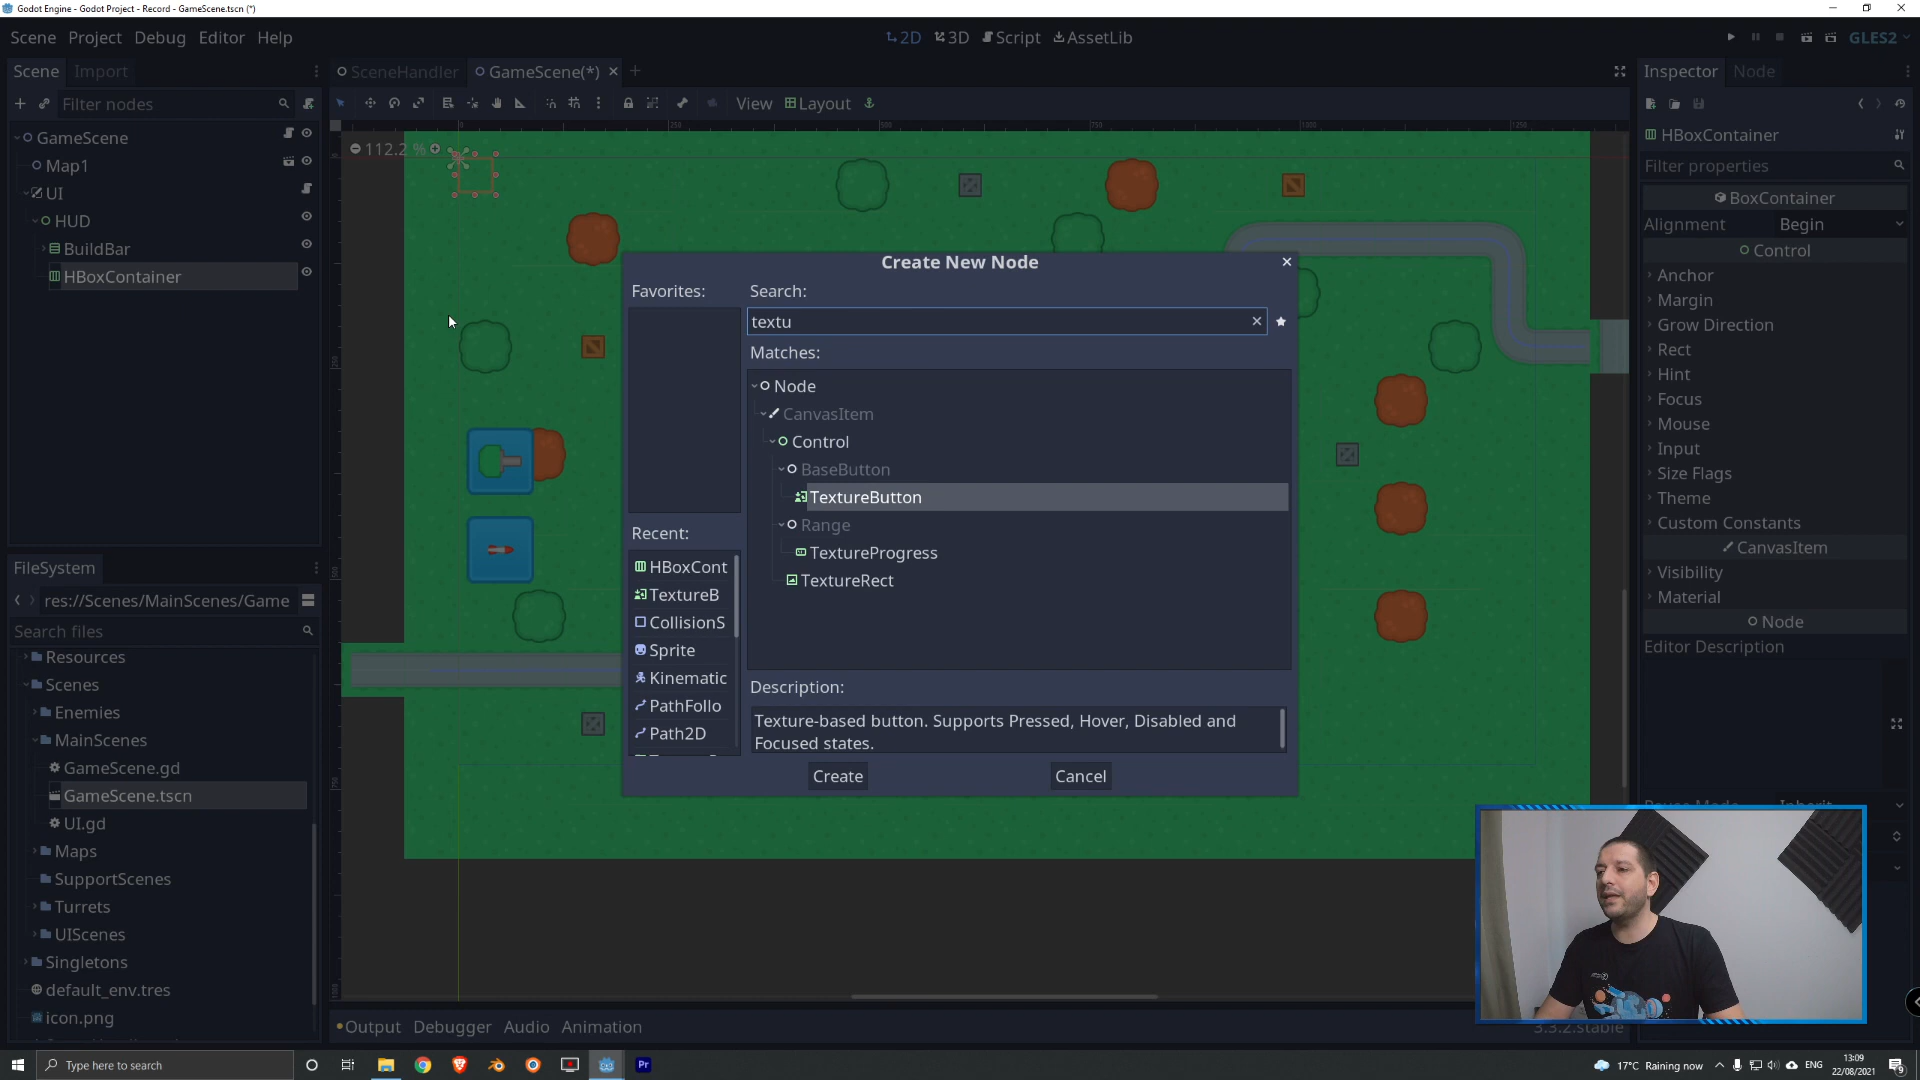 Godot Engine - Godot Project - Record - GameScene.tscn (*)
Scene Project Debug Editor Help
2D 3D Script AssetLib
GLES2
Scene Import
SceneHandler GameScene(*)
Inspector Node
Filter nodes
View Layout
GameScene
Map1
UI
HUD
BuildBar
HBoxContainer
112.2 %
250 500 750 1000 1250
HBoxContainer
Filter properties
BoxContainer
Alignment Begin
Control
Anchor
Margin
Grow Direction
Rect
Hint
Focus
Mouse
Input
Size Flags
Theme
Custom Constants
CanvasItem
Visibility
Material
Node
Editor Description
Create New Node
Favorites:
Search:
textu
Matches:
Node
CanvasItem
Control
BaseButton
TextureButton
Range
TextureProgress
TextureRect
Recent:
HBoxCont
TextureB
CollisionS
Sprite
Kinematic
PathFollo
Path2D
Description:
Texture-based button. Supports Pressed, Hover, Disabled and
Focused states.
Create Cancel
FileSystem
res://Scenes/MainScenes/Game
Search files
Resources
Scenes
Enemies
MainScenes
GameScene.gd
GameScene.tscn
UI.gd
Maps
SupportScenes
Turrets
UIScenes
Singletons
default_env.tres
icon.png
Output Debugger Audio Animation
3.3.2.stable
Type here to search
Pr
17°C Raining now
ENG
13:09
22/08/2021